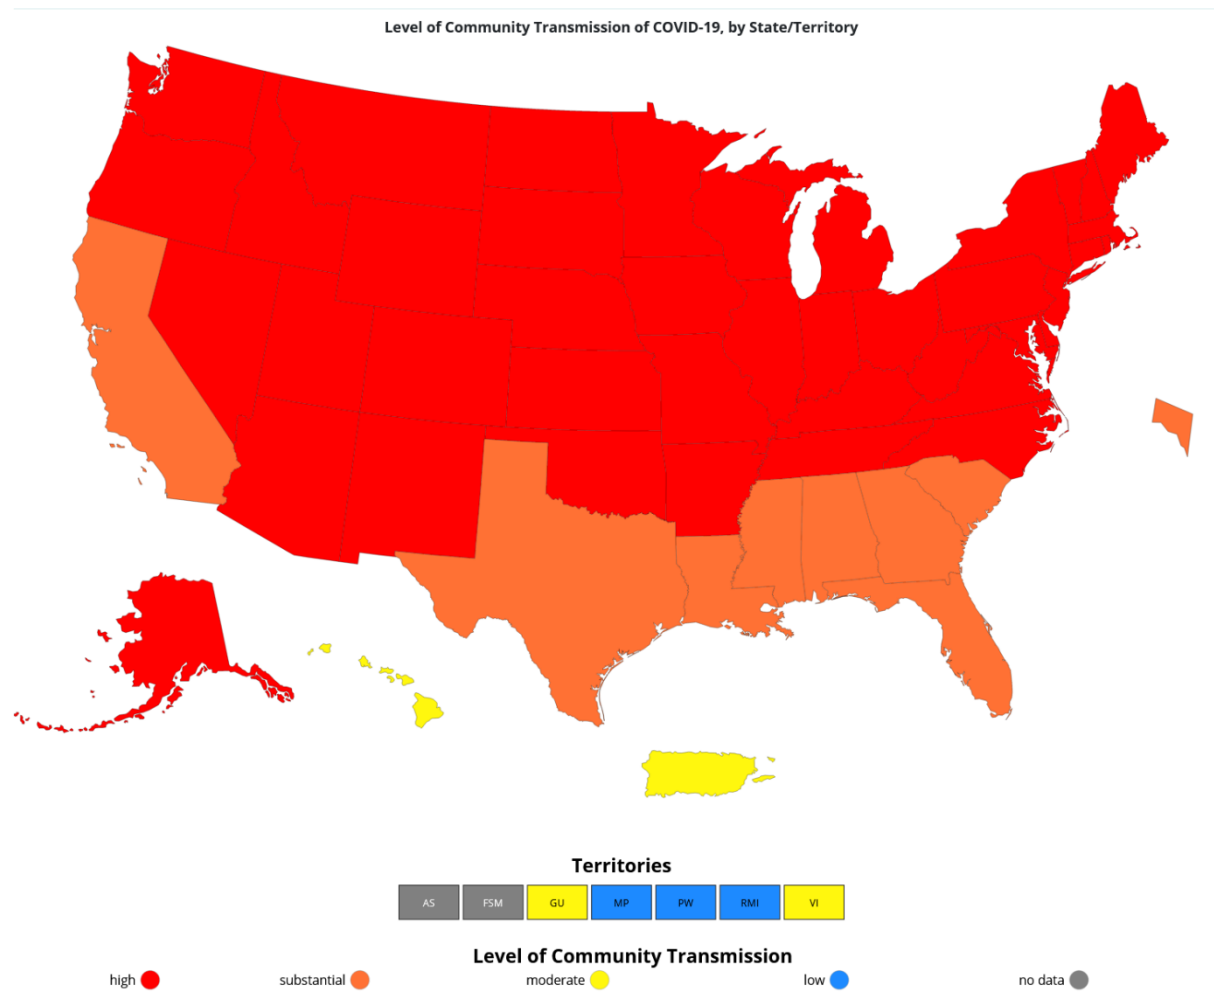 Level of Community Transmission of COVID-19, by State/Territory
Territories
AS FSM GU MP PW RMI VI
Level of Community Transmission
high substantial moderate low no data